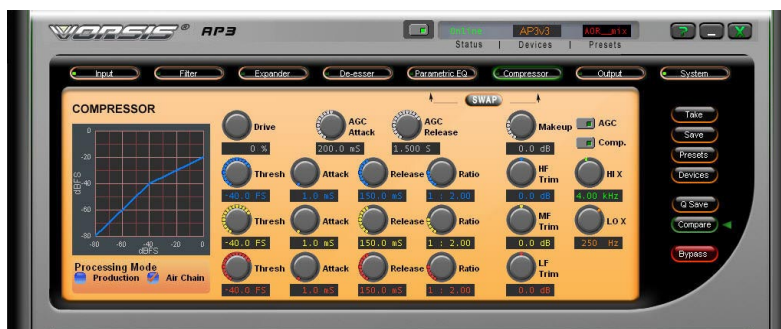 VORSIS® AP3
ONLINE AP3v3 AOR__mix
Status | Devices | Presets
? X
Input Filter Expander De-esser Parametric EQ Compressor Output System
SWAP
COMPRESSOR
Drive AGC Attack AGC Release Makeup AGC
0 % 200.0 mS 1.500 S 0.0 dB Comp.
Thresh Attack Release Ratio HF Trim HI X
-40.0 FS 1.0 mS 150.0 mS 1 : 2.00 0.0 dB 4.00 kHz
Thresh Attack Release Ratio MF Trim LO X
-40.0 FS 1.0 mS 150.0 mS 1 : 2.00 0.0 dB 250 Hz
Thresh Attack Release Ratio LF Trim
-40.0 FS 1.0 mS 150.0 mS 1 : 2.00 0.0 dB
0
-20
-40
-60
-80
dBFS
-80 -60 -40 -20 0
dBFS
Processing Mode
Production Air Chain
Take
Save
Presets
Devices
Q Save
Compare
Bypass